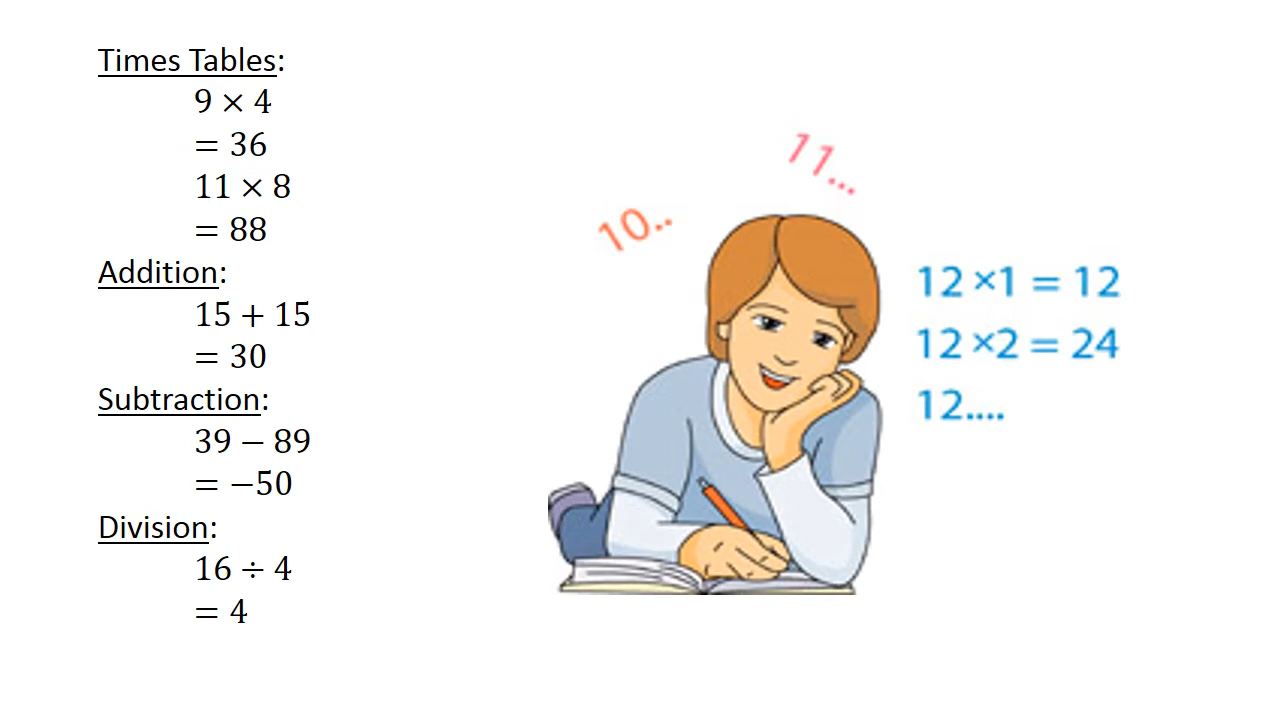 Times Tables:
9 × 4
= 36
11 × 8
= 88
Addition:
15 + 15
= 30
Subtraction:
39 − 89
= −50
Division:
16 ÷ 4
= 4
10..
11...
12 ×1 = 12
12 ×2 = 24
12....